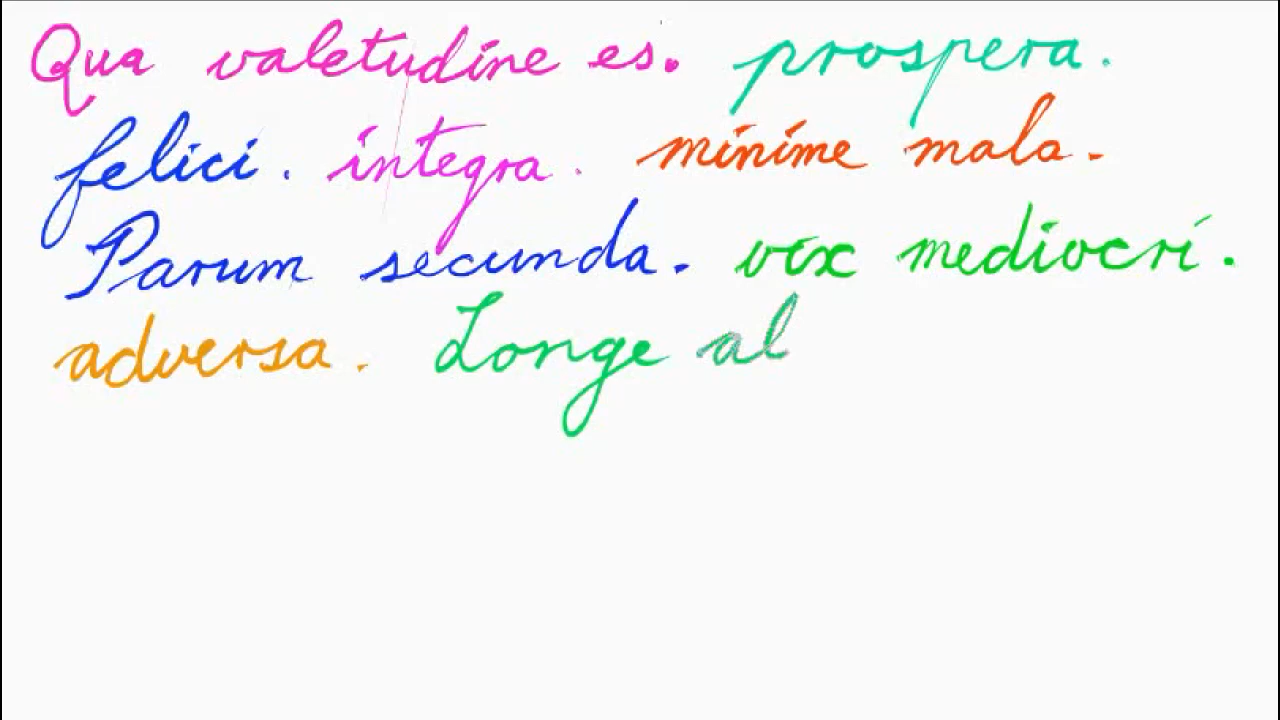 Qua valetudine es. prospera.
felici. integra. minime mala.
Parum secunda. vix mediocri.
adversa. Longe al